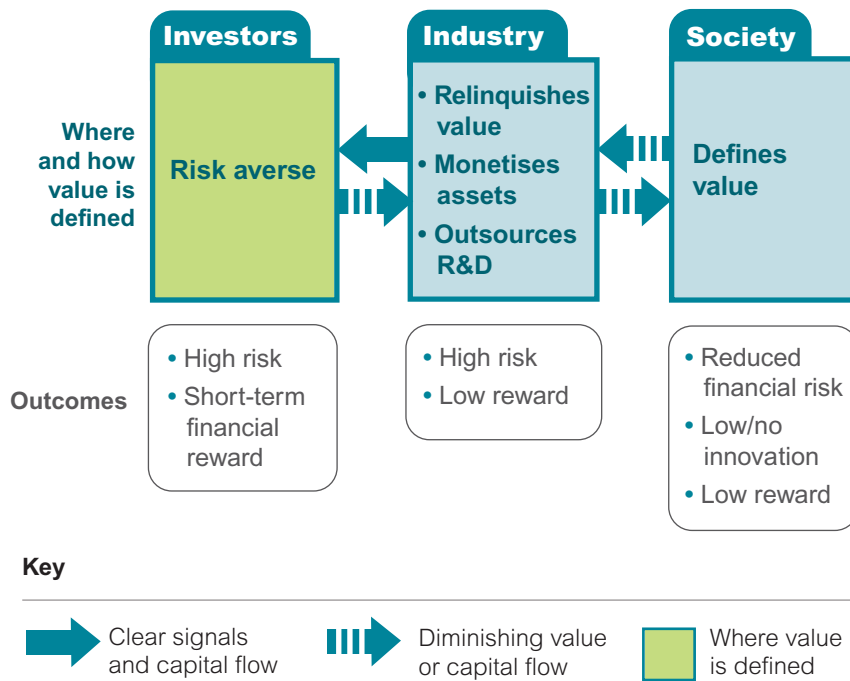 Investors
Industry
Society
Where
and how
value is
defined
Risk averse
• Relinquishes
value
• Monetises
assets
• Outsources
R&D
Defines
value
Outcomes
• High risk
• Short-term
financial
reward
• High risk
• Low reward
• Reduced
financial risk
• Low/no
innovation
• Low reward
Key
Clear signals
and capital flow
Diminishing value
or capital flow
Where value
is defined